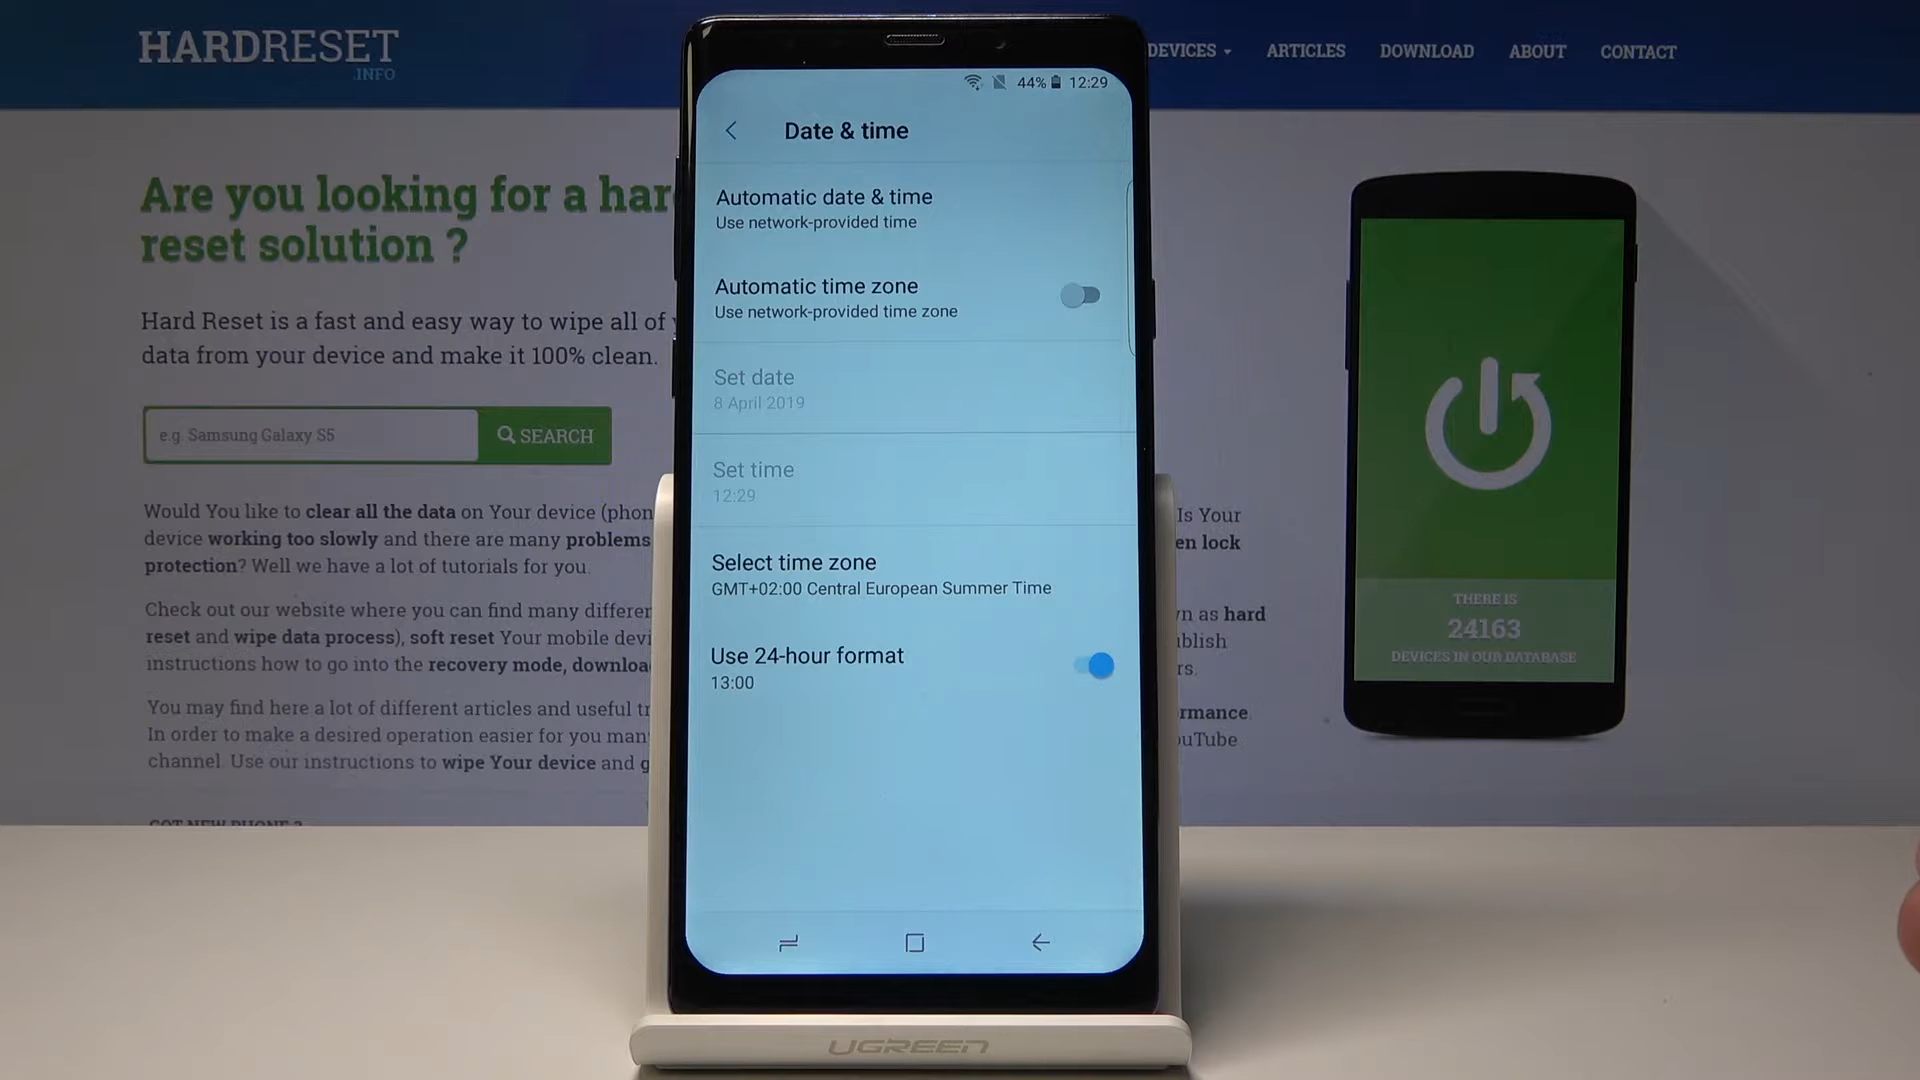 HARDRESET
.INFO
DEVICES
ARTICLES
DOWNLOAD
ABOUT
CONTACT
Are you looking for a har
reset solution ?
Hard Reset is a fast and easy way to wipe all of
data from your device and make it 100% clean.
e.g. Samsung Galaxy S5
SEARCH
Would You like to clear all the data on Your device (phon
device working too slowly and there are many problems
protection? Well we have a lot of tutorials for you.
Check out our website where you can find many differen
reset and wipe data process), soft reset Your mobile devi
instructions how to go into the recovery mode, downloa
You may find here a lot of different articles and useful tr
In order to make a desired operation easier for you man
channel. Use our instructions to wipe Your device and g
GOT NEW PHONE ?
44% 12:29
Date & time
Automatic date & time
Use network-provided time
Automatic time zone
Use network-provided time zone
Set date
8 April 2019
Set time
12:29
Select time zone
GMT+02:00 Central European Summer Time
Use 24-hour format
13:00
UGREEN
Is Your
en lock
n as hard
ublish
rs.
rmance.
ouTube
THERE IS
24163
DEVICES IN OUR DATABASE